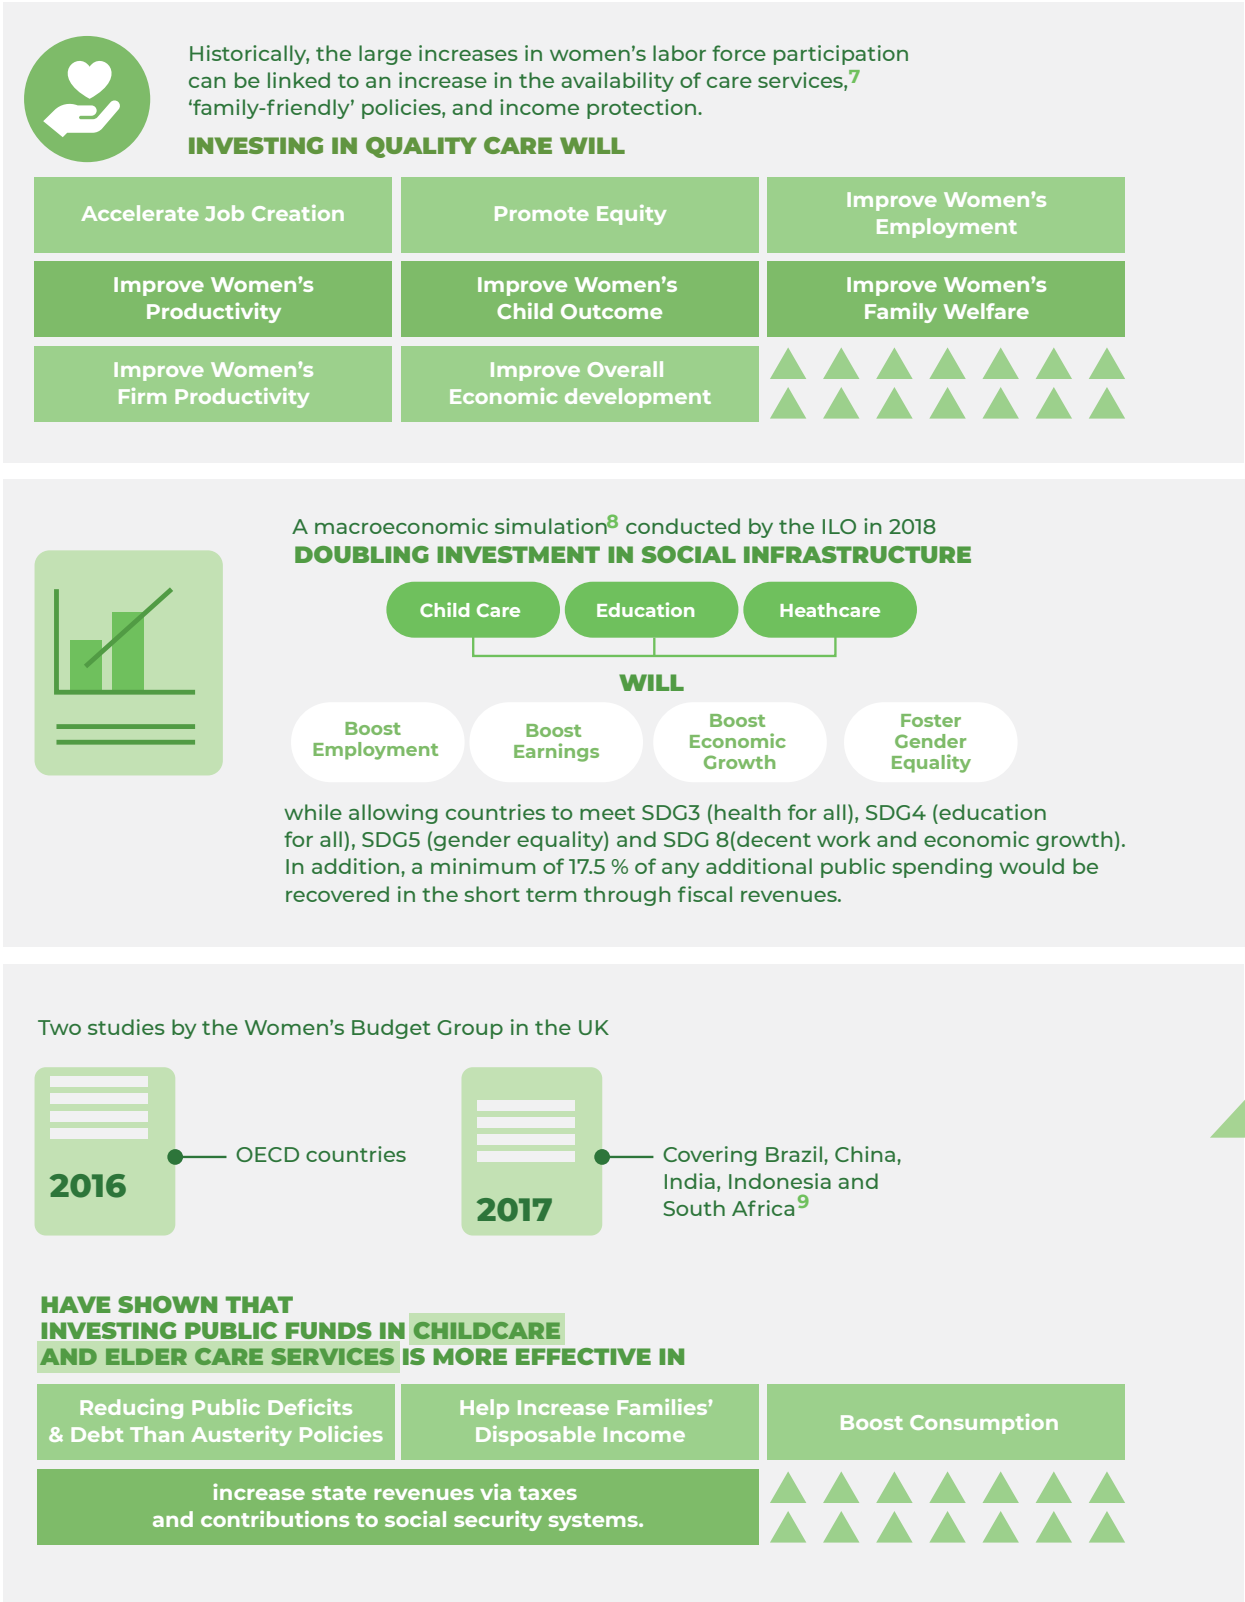 Historically, the large increases in women’s labor force participation
can be linked to an increase in the availability of care services,7
‘family-friendly’ policies, and income protection.
INVESTING IN QUALITY CARE WILL
Accelerate Job Creation
Promote Equity
Improve Women’s
Employment
Improve Women’s
Productivity
Improve Women’s
Child Outcome
Improve Women’s
Family Welfare
Improve Women’s
Firm Productivity
Improve Overall
Economic development
A macroeconomic simulation8 conducted by the ILO in 2018
DOUBLING INVESTMENT IN SOCIAL INFRASTRUCTURE
Child Care
Education
Heathcare
WILL
Boost
Employment
Boost
Earnings
Boost
Economic
Growth
Foster
Gender
Equality
while allowing countries to meet SDG3 (health for all), SDG4 (education
for all), SDG5 (gender equality) and SDG 8(decent work and economic growth).
In addition, a minimum of 17.5 % of any additional public spending would be
recovered in the short term through fiscal revenues.
Two studies by the Women’s Budget Group in the UK
2016
OECD countries
2017
Covering Brazil, China,
India, Indonesia and
South Africa9
HAVE SHOWN THAT
INVESTING PUBLIC FUNDS IN CHILDCARE
AND ELDER CARE SERVICES IS MORE EFFECTIVE IN
Reducing Public Deficits
& Debt Than Austerity Policies
Help Increase Families’
Disposable Income
Boost Consumption
increase state revenues via taxes
and contributions to social security systems.